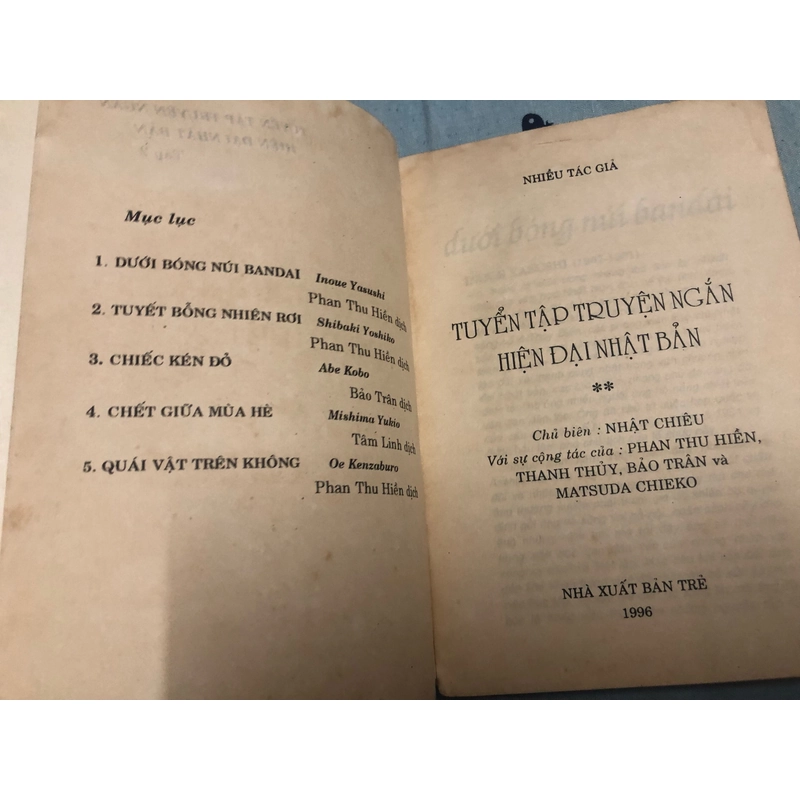 Mục lục
1. DƯỚI BÓNG NÚI BANDAI Inoue Yasushi
Phan Thu Hiền dịch
2. TUYẾT BỖNG NHIÊN RƠI Shibaki Yoshiko
Phan Thu Hiền dịch
3. CHIẾC KÉN ĐỎ Abe Kobo
Bảo Trân dịch
4. CHẾT GIỮA MÙA HÈ Mishima Yukio
Tâm Linh dịch
5. QUÁI VẬT TRÊN KHÔNG Oe Kenzaburo
Phan Thu Hiền dịch
NHIỀU TÁC GIẢ
TUYỂN TẬP TRUYỆN NGẮN
HIỆN ĐẠI NHẬT BẢN
**
Chủ biên : NHẬT CHIÊU
Với sự cộng tác của : PHAN THU HIỀN,
THANH THỦY, BẢO TRÂN và
MATSUDA CHIEKO
NHÀ XUẤT BẢN TRẺ
1996